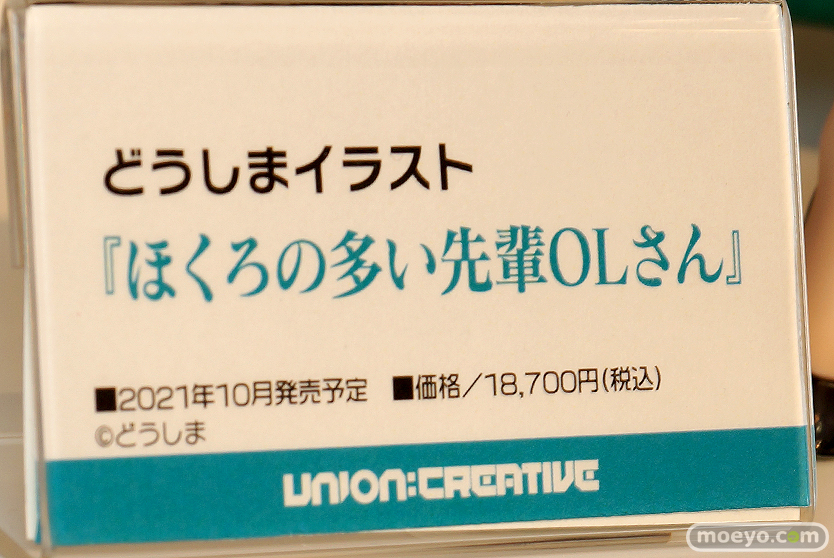 どうしまイラスト
『ほくろの多い先輩OLさん』
■2021年10月発売予定 ■価格／18,700円(税込)
©どうしま
UNION:CREATIVE
moeyo.com